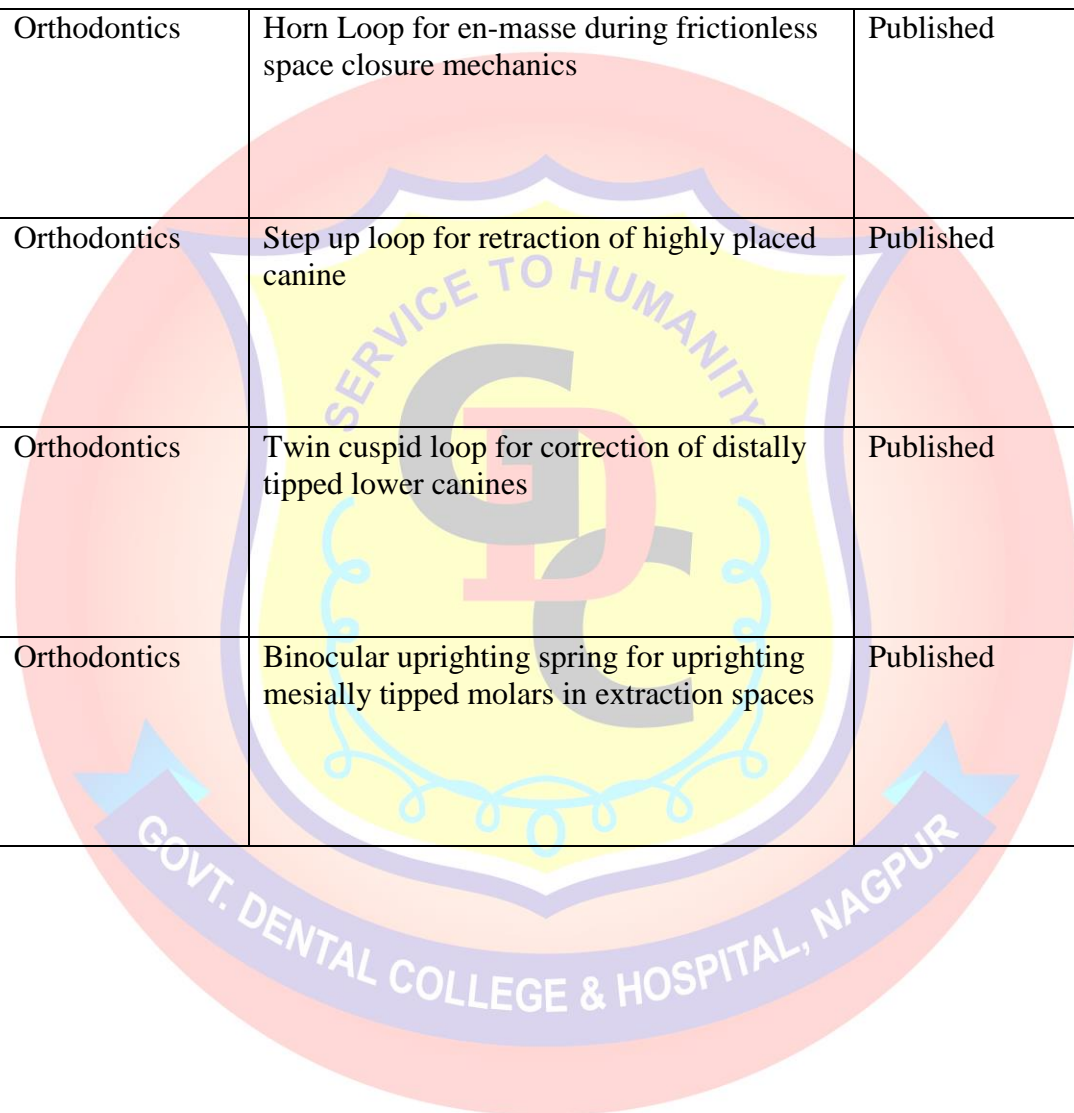 Orthodontics Horn Loop for en-masse during frictionless Published
space closure mechanics
Orthodontics Step up loop for retraction of highly placed Published
canine
Orthodontics Twin cuspid loop for correction of distally Published
tipped lower canines
Orthodontics Binocular uprighting spring for uprighting Published
mesially tipped molars in extraction spaces
SERVICE TO HUMANITY
GDC
GOVT. DENTAL COLLEGE & HOSPITAL, NAGPUR